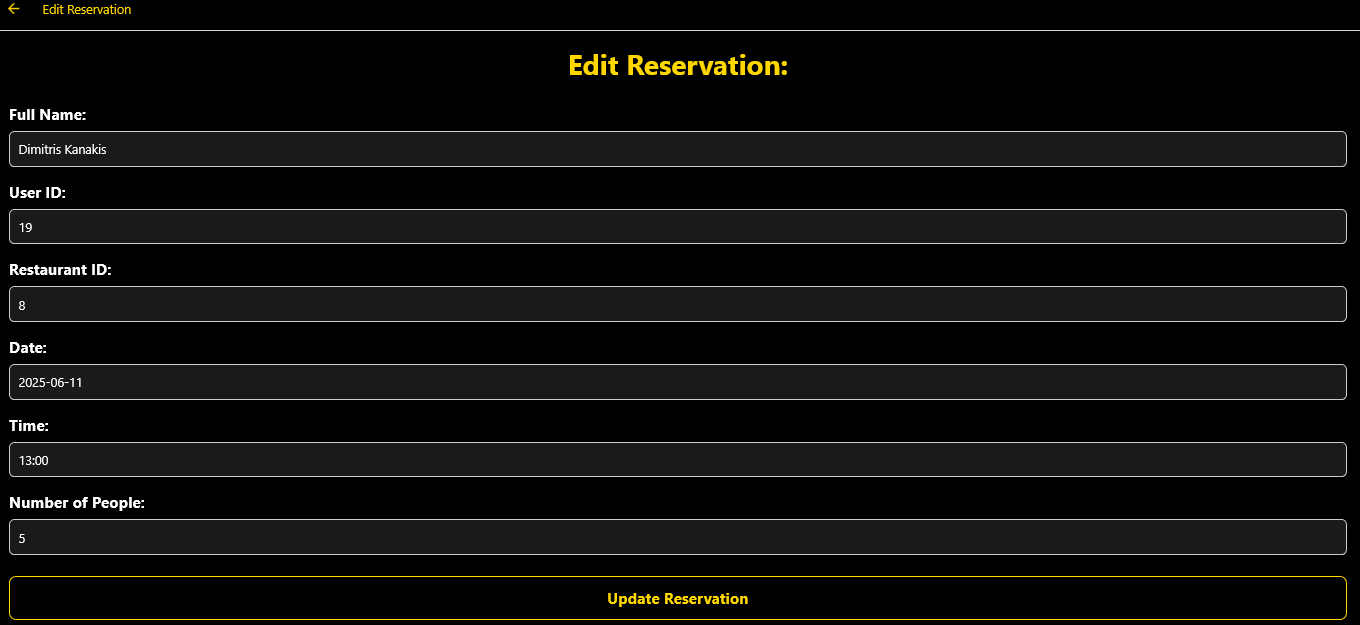 Edit Reservation
Edit Reservation:
Full Name:
Dimitris Kanakis
User ID:
19
Restaurant ID:
8
Date:
2025-06-11
Time:
13:00
Number of People:
5
Update Reservation